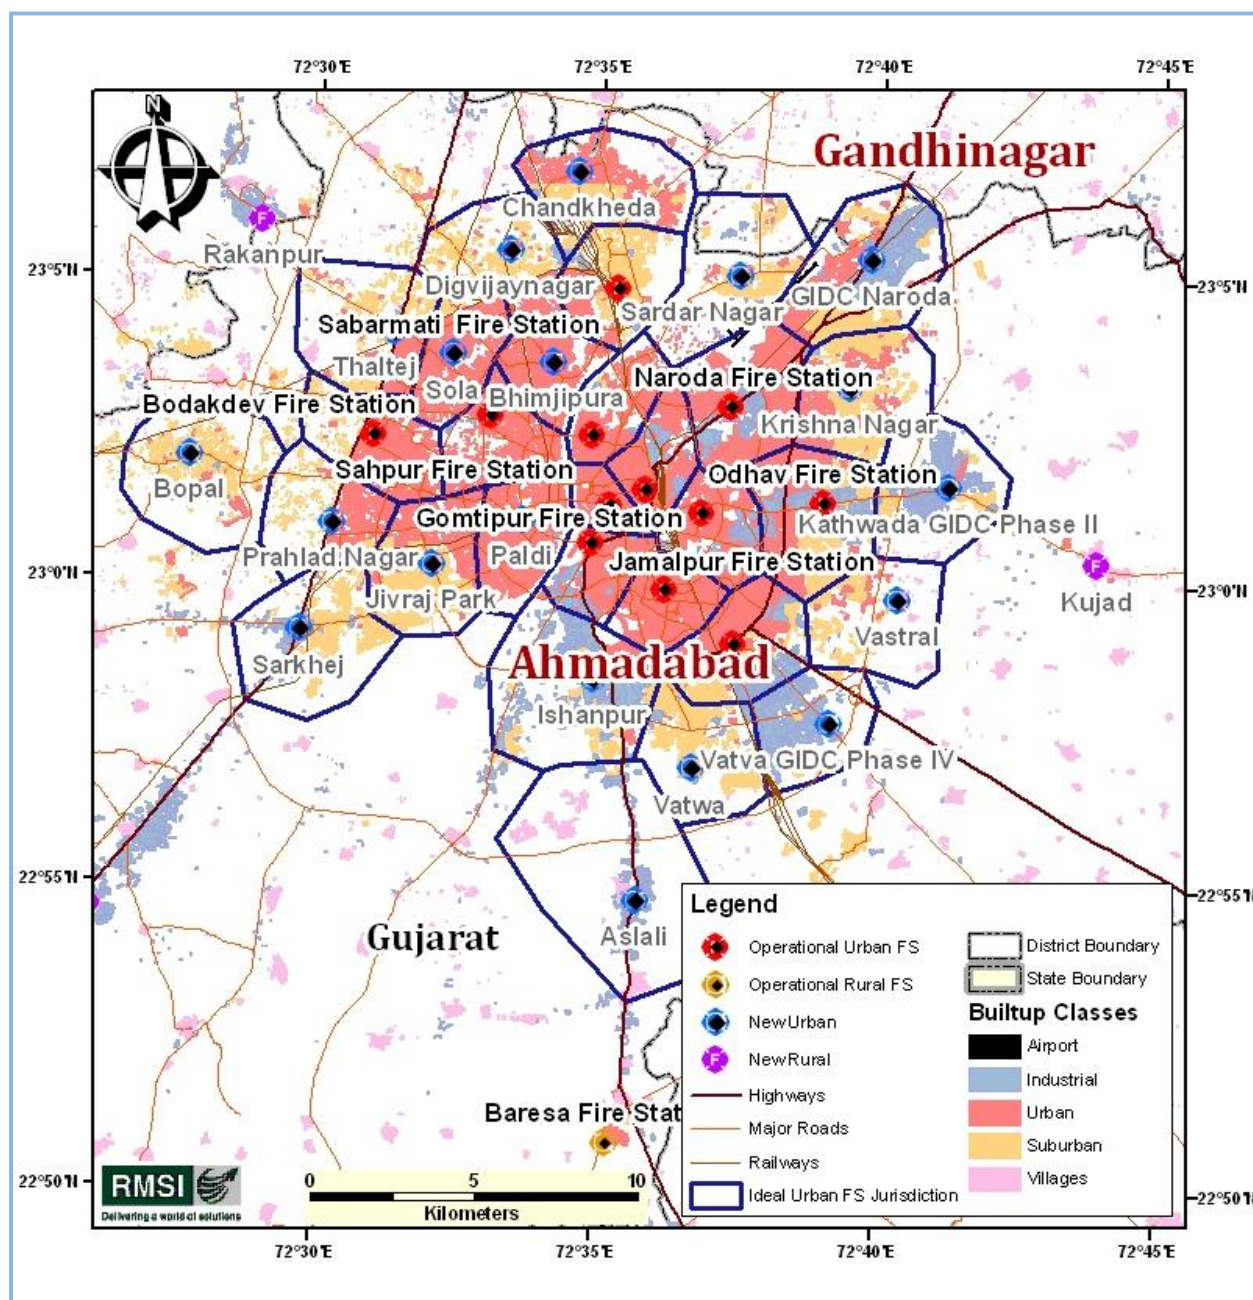 72°30'E
72°35'E
72°40'E
72°45'E
N
Gandhinagar
Chandkheda
Rakanpur
F
23°5'N
23°5'N
Digvijaynagar
Sardar Nagar
GIDC Naroda
Sabarmati Fire Station
Thaltej
Sola
Bhimjipura
Naroda Fire Station
Bodakdev Fire Station
Krishna Nagar
Sahpur Fire Station
Odhav Fire Station
Bopal
Gomtipur Fire Station
Kathwada GIDC Phase II
Prahlad Nagar
Paldi
Jamalpur Fire Station
23°0'N
23°0'N
F
Jivraj Park
Kujad
Vastral
Sarkhej
Ahmadabad
Ishanpur
Vatva GIDC Phase IV
Vatwa
22°55'N
22°55'N
Gujarat
Aslali
Legend
Operational Urban FS
Operational Rural FS
New Urban
F
New Rural
Highways
Major Roads
Railways
Ideal Urban FS Jurisdiction
District Boundary
State Boundary
Builtup Classes
Airport
Industrial
Urban
Suburban
Villages
Baresa Fire Stat
22°50'N
22°50'N
RMSI
Delivering a world of solutions
0 5 10
Kilometers
72°30'E
72°35'E
72°40'E
72°45'E